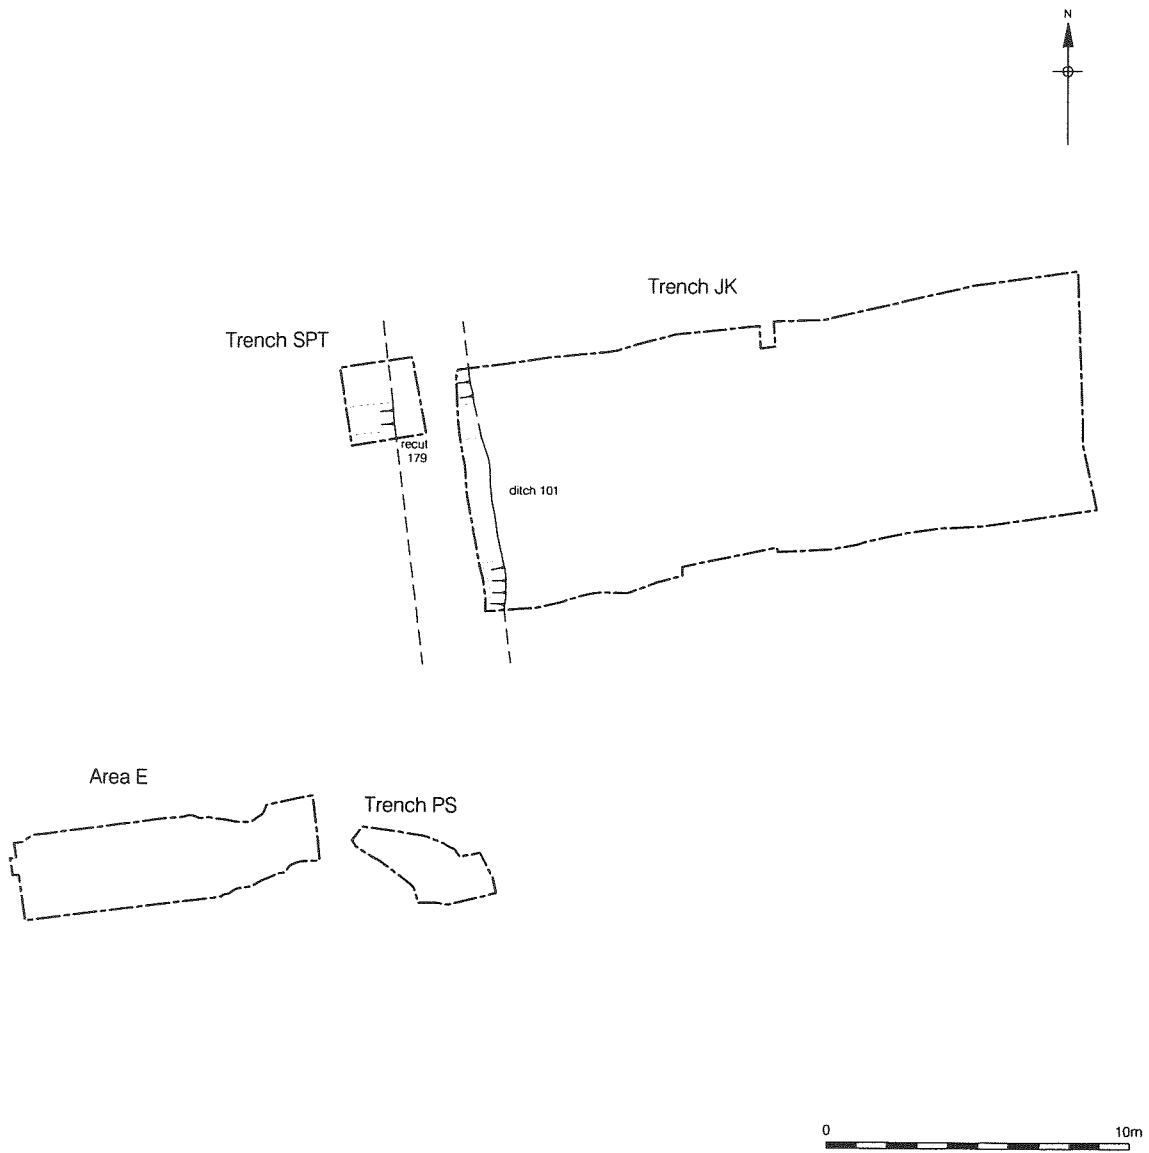 N
Trench JK
Trench SPT
recut
179
ditch 101
Area E
Trench PS
0 10m